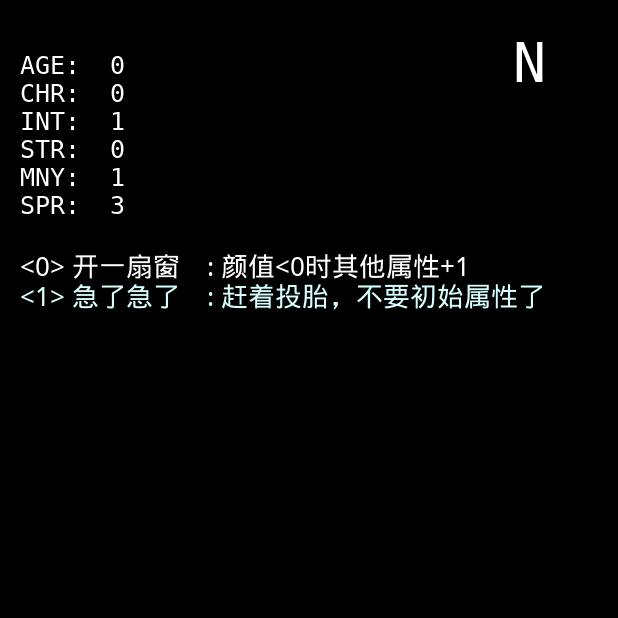 N
AGE: 0
CHR: 0
INT: 1
STR: 0
MNY: 1
SPR: 3
<0> 开一扇窗 : 颜值<0时其他属性+1
<1> 急了急了 : 赶着投胎，不要初始属性了